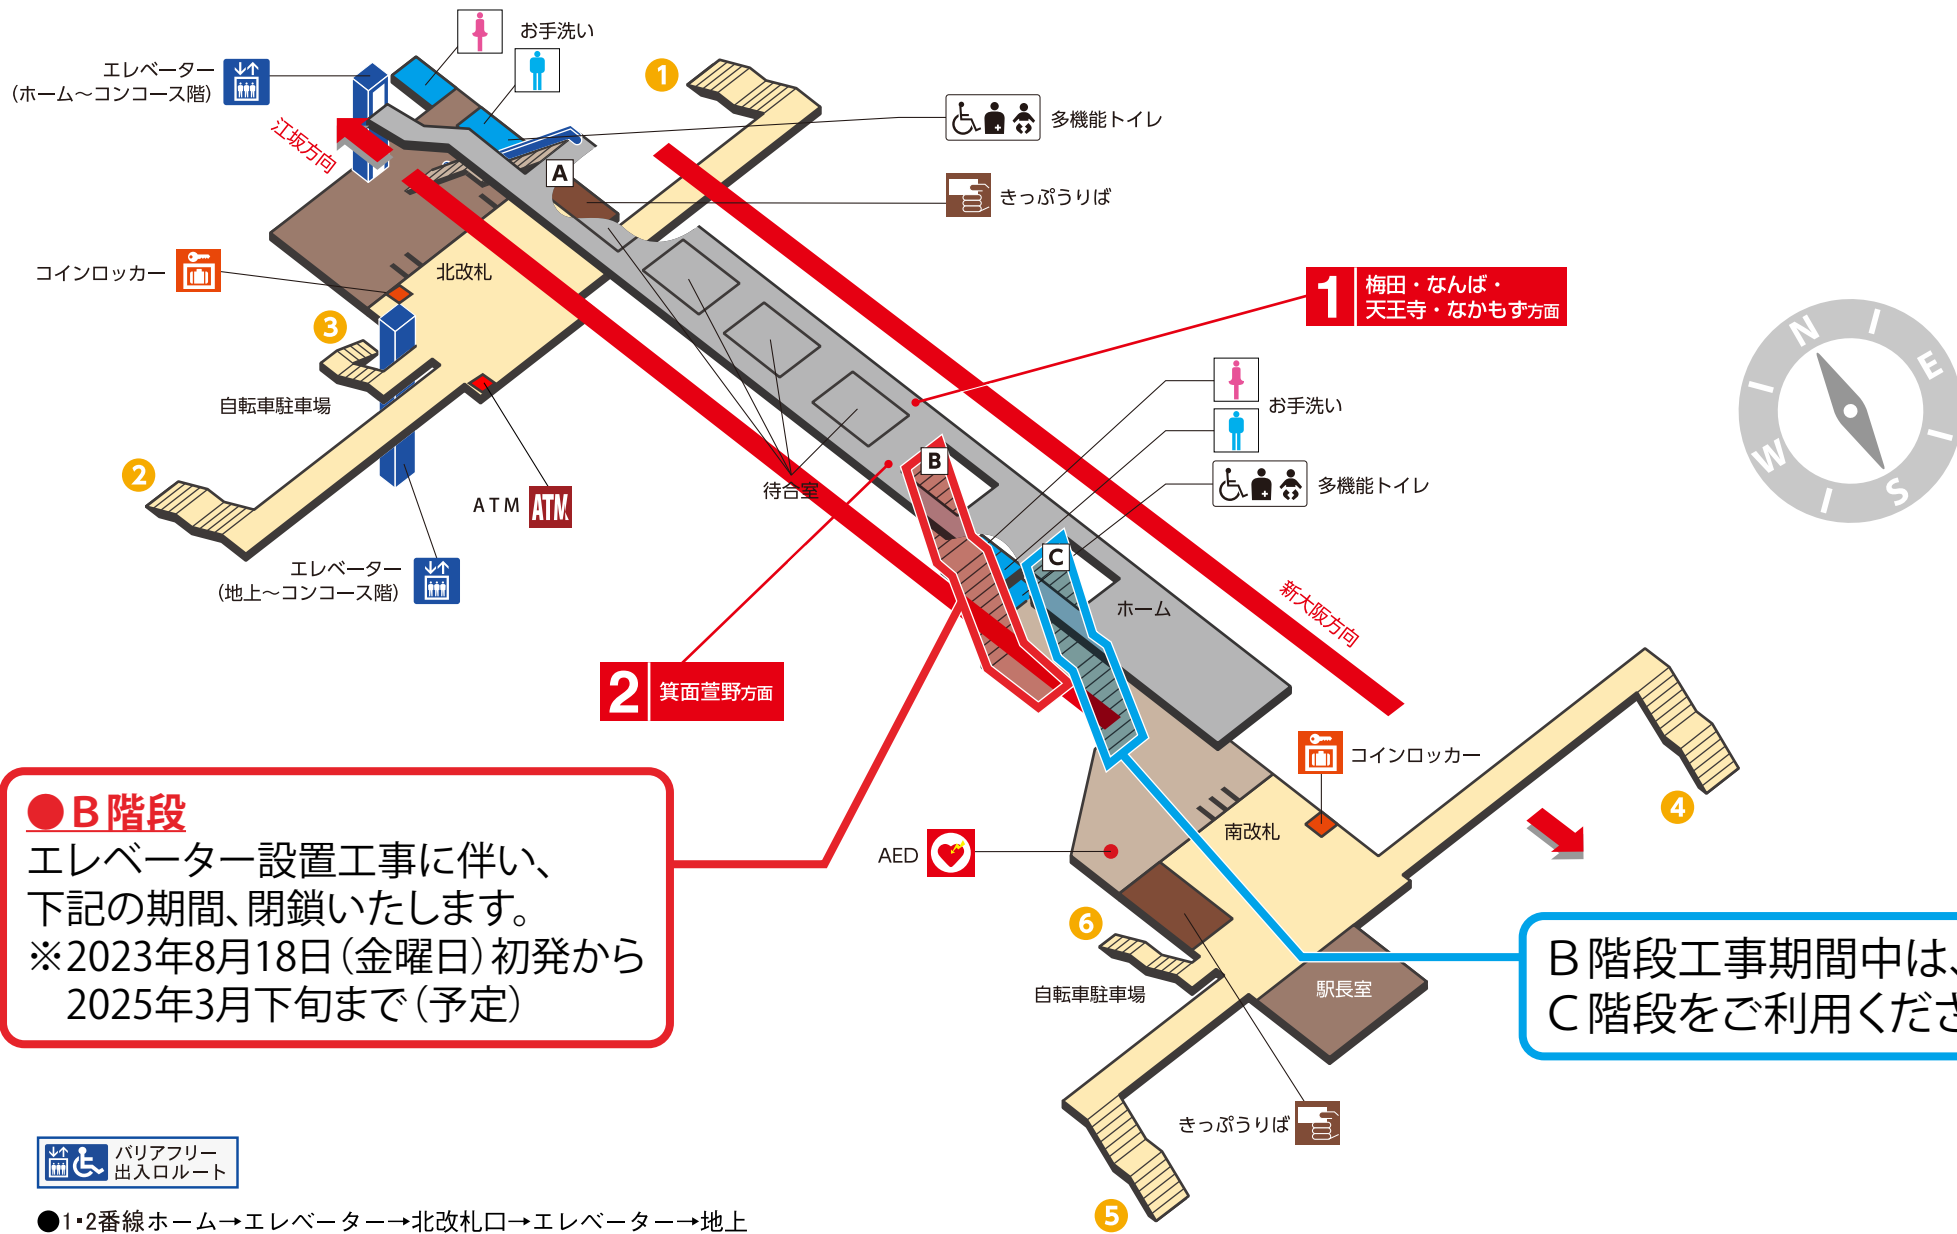 お手洗い
エレベーター
(ホーム～コンコース階)
1
江坂方向
A
多機能トイレ
きっぷうりば
コインロッカー
北改札
3
自転車駐車場
2
ATM
ATM
エレベーター
(地上～コンコース階)
待合室
1
梅田・なんば・
天王寺・なかもず方面
お手洗い
多機能トイレ
B
C
ホーム
新大阪方向
2
箕面萱野方面
N
E
S
W
コインロッカー
4
南改札
AED
6
自転車駐車場
駅長室
きっぷうりば
5
●B階段
エレベーター設置工事に伴い、
下記の期間、閉鎖いたします。
※2023年8月18日(金曜日)初発から
2025年3月下旬まで(予定)
B階段工事期間中は、
C階段をご利用くださ
バリアフリー
出入口ルート
●1・2番線ホーム→エレベーター→北改札口→エレベーター→地上